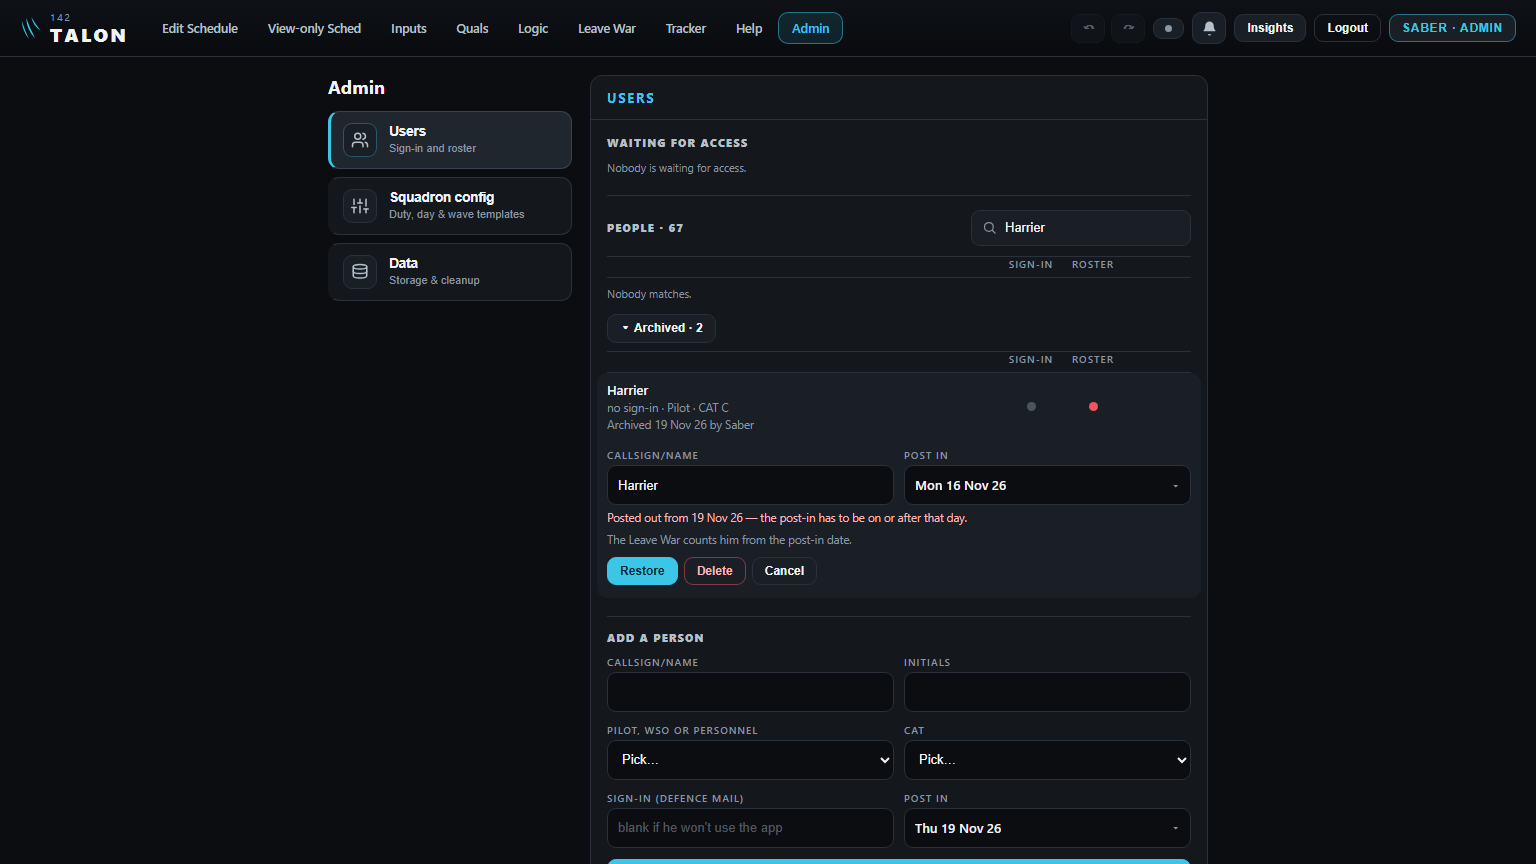 142
TALON
Edit Schedule
View-only Sched
Inputs
Quals
Logic
Leave War
Tracker
Help
Admin
Insights
Logout
SABER · ADMIN
Admin
Users
Sign-in and roster
Squadron config
Duty, day & wave templates
Data
Storage & cleanup
USERS
WAITING FOR ACCESS
Nobody is waiting for access.
PEOPLE · 67
Harrier
SIGN-IN ROSTER
Nobody matches.
Archived · 2
SIGN-IN ROSTER
Harrier
no sign-in · Pilot · CAT C
Archived 19 Nov 26 by Saber
CALLSIGN/NAME POST IN
Harrier Mon 16 Nov 26
Posted out from 19 Nov 26 — the post-in has to be on or after that day.
The Leave War counts him from the post-in date.
Restore Delete Cancel
ADD A PERSON
CALLSIGN/NAME INITIALS
PILOT, WSO OR PERSONNEL CAT
Pick... Pick...
SIGN-IN (DEFENCE MAIL) POST IN
blank if he won't use the app Thu 19 Nov 26